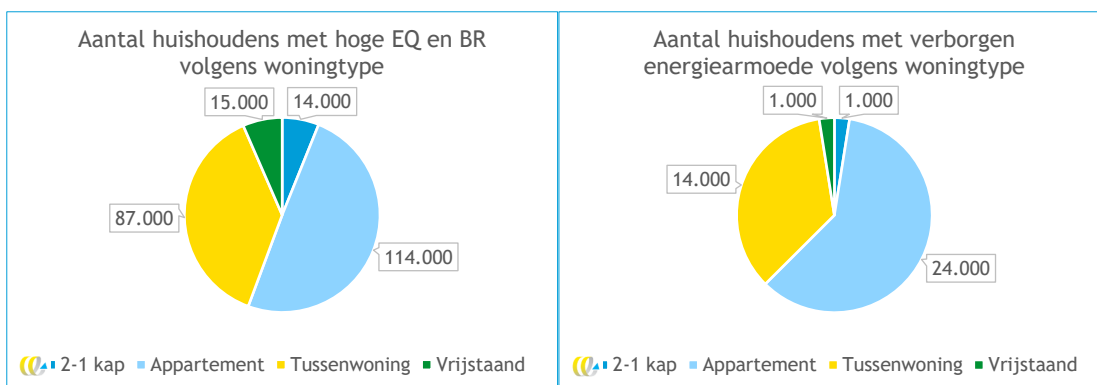 Aantal huishoudens met hoge EQ en BR
volgens woningtype
15.000
14.000
87.000
114.000
2-1 kap Appartement Tussenwoning Vrijstaand
Aantal huishoudens met verborgen
energiearmoede volgens woningtype
1.000
1.000
14.000
24.000
2-1 kap Appartement Tussenwoning Vrijstaand